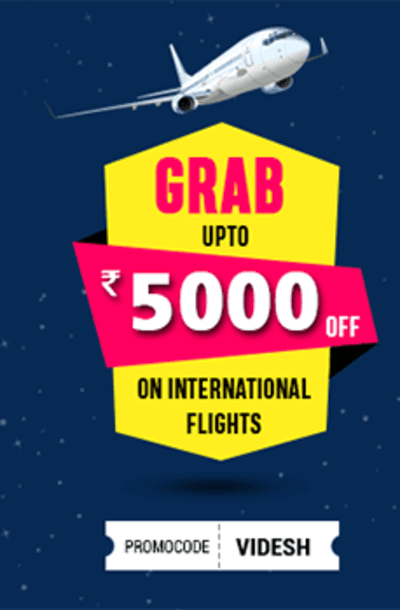 GRAB
UPTO
₹5000 OFF
ON INTERNATIONAL
FLIGHTS
PROMOCODE VIDESH